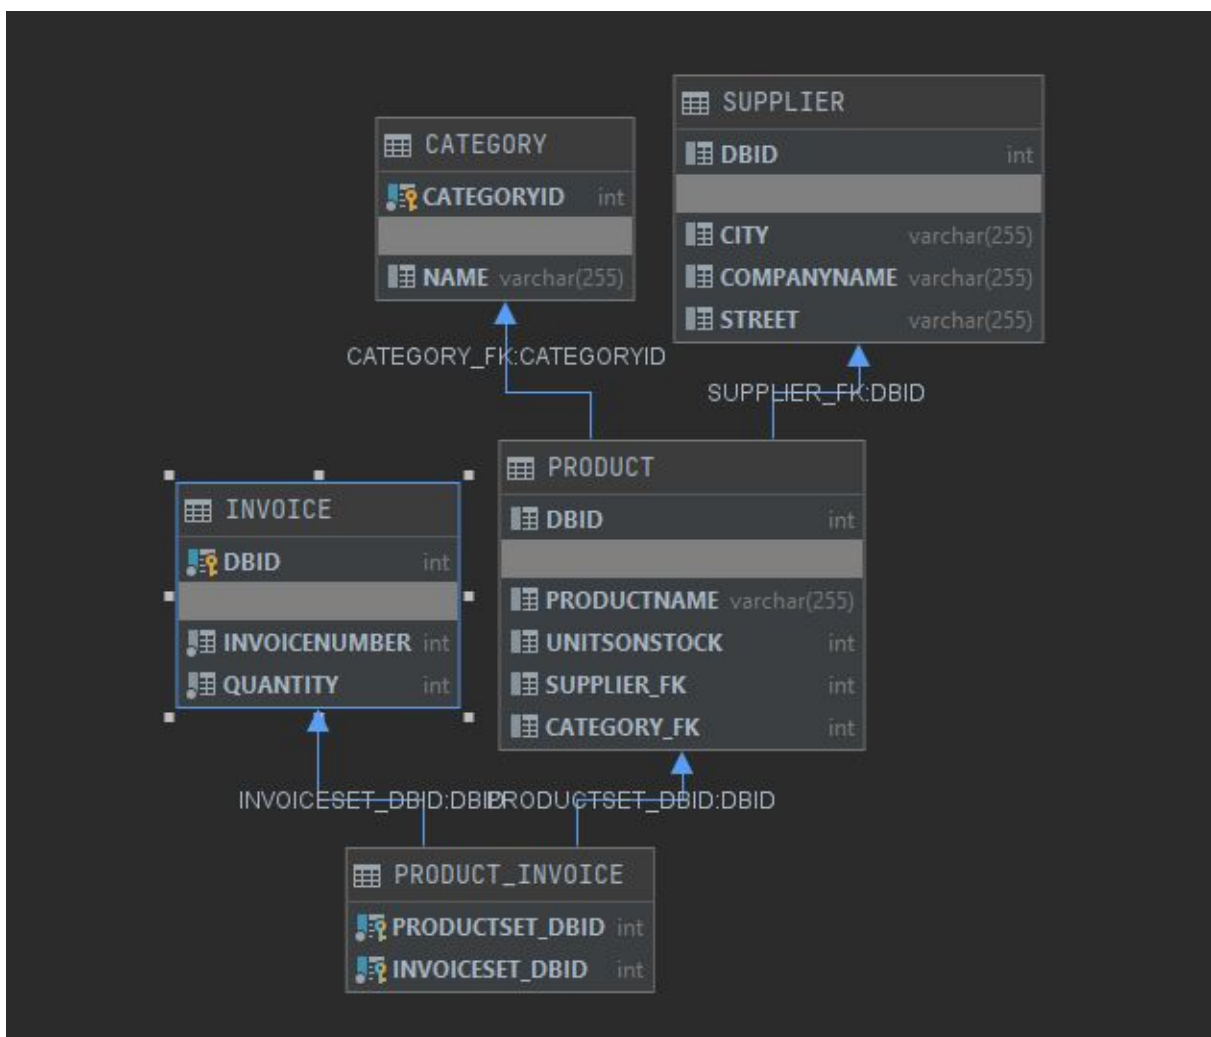 SUPPLIER
DBID int
CITY varchar(255)
COMPANYNAME varchar(255)
STREET varchar(255)
CATEGORY
CATEGORYID int
NAME varchar(255)
CATEGORY_FK:CATEGORYID
SUPPLIER_FK:DBID
PRODUCT
DBID int
PRODUCTNAME varchar(255)
UNITSONSTOCK int
SUPPLIER_FK int
CATEGORY_FK int
INVOICE
DBID int
INVOICENUMBER int
QUANTITY int
INVOICESET_DBID:DBID
PRODUCTSET_DBID:DBID
PRODUCT_INVOICE
PRODUCTSET_DBID int
INVOICESET_DBID int